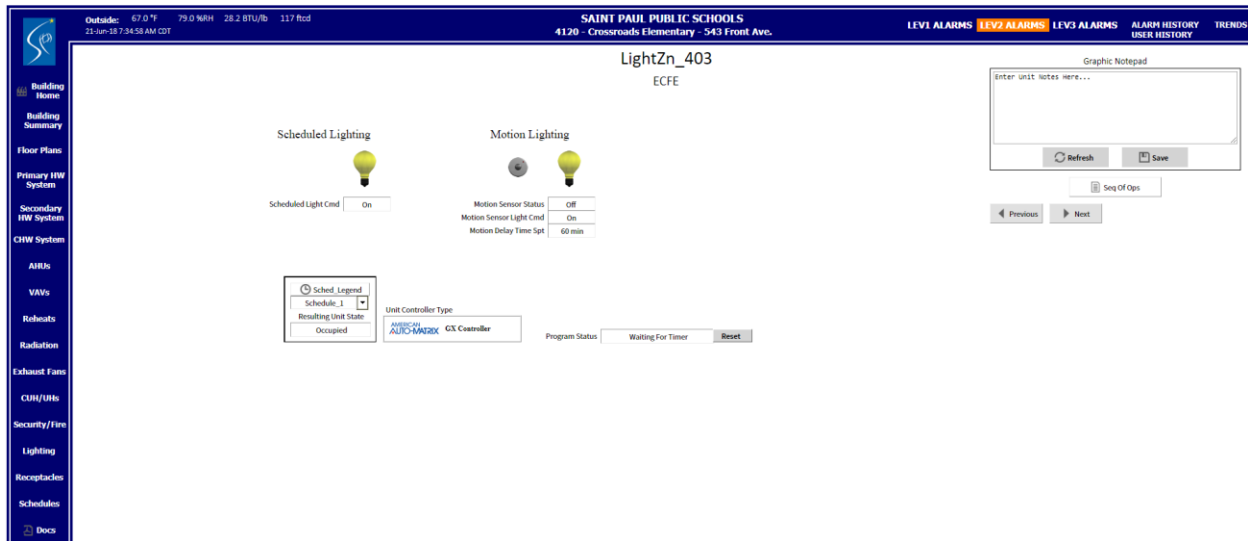 Outside: 67.0 °F 79.0 %RH 28.2 BTU/lb 117 ftcd
21-Jun-18 7:34:58 AM CDT
SAINT PAUL PUBLIC SCHOOLS
4120 - Crossroads Elementary - 543 Front Ave.
LEV1 ALARMS LEV2 ALARMS LEV3 ALARMS
ALARM HISTORY
USER HISTORY
TRENDS
Building
Home
Building
Summary
Floor Plans
Primary HW
System
Secondary
HW System
CHW System
AHUs
VAVs
Reheats
Radiation
Exhaust Fans
CUH/UHs
Security/Fire
Lighting
Receptacles
Schedules
Docs
LightZn_403
ECFE
Graphic Notepad
Enter Unit Notes Here...
Refresh Save
Seq Of Ops
Previous Next
Scheduled Lighting
Scheduled Light Cmd On
Motion Lighting
Motion Sensor Status Off
Motion Sensor Light Cmd On
Motion Delay Time Spt 60 min
Sched_Legend
Schedule_1
Resulting Unit State
Occupied
Unit Controller Type
AMERICAN
AUTO-MATRIX GX Controller
Program Status Waiting For Timer Reset